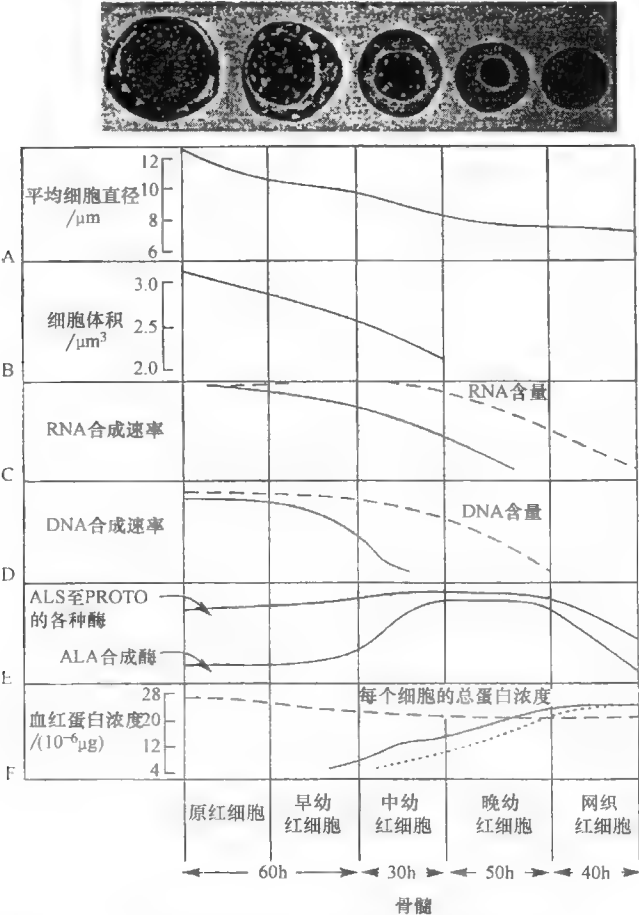 12
平均细胞直径
10
/μm
8
6
A
3.0
细胞体积
2.5
/μm³
2.0
B
RNA含量
RNA合成速率
C
DNA合成速率
DNA含量
D
ALS至PROTO
的各种酶
ALA合成酶
E
每个细胞的总蛋白浓度
28
血红蛋白浓度
20
/(10⁻⁶μg)
12
4
F
原红细胞
早幼
红细胞
中幼
红细胞
晚幼
红细胞
网织
红细胞
60h
30h
50h
40h
骨髓